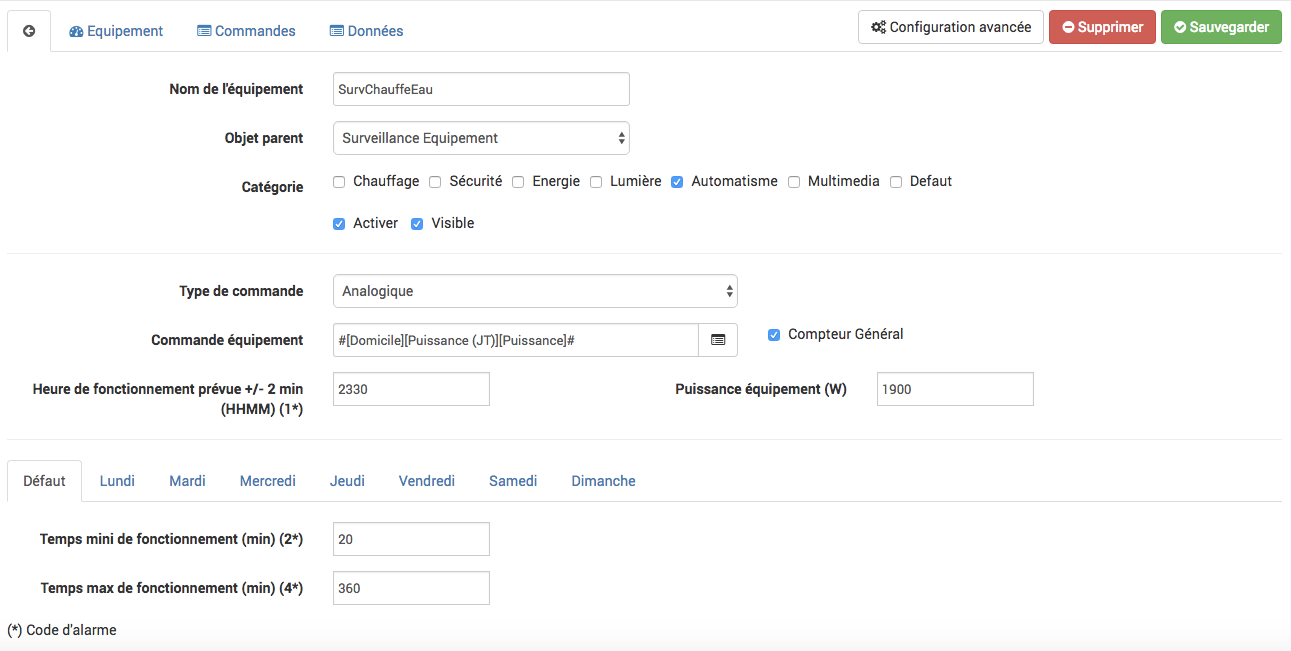 Equipement Commandes Données Configuration avancée Supprimer Sauvegarder
Nom de l'équipement SurvChauffeEau
Objet parent Surveillance Equipement
Catégorie Chauffage Sécurité Energie Lumière Automatisme Multimedia Defaut
Activer Visible
Type de commande Analogique
Commande équipement #[Domicile][Puissance (JT)][Puissance]# Compteur Général
Heure de fonctionnement prévue +/- 2 min 2330 Puissance équipement (W) 1900
(HHMM) (1*)
Défaut Lundi Mardi Mercredi Jeudi Vendredi Samedi Dimanche
Temps mini de fonctionnement (min) (2*) 20
Temps max de fonctionnement (min) (4*) 360
(*) Code d'alarme